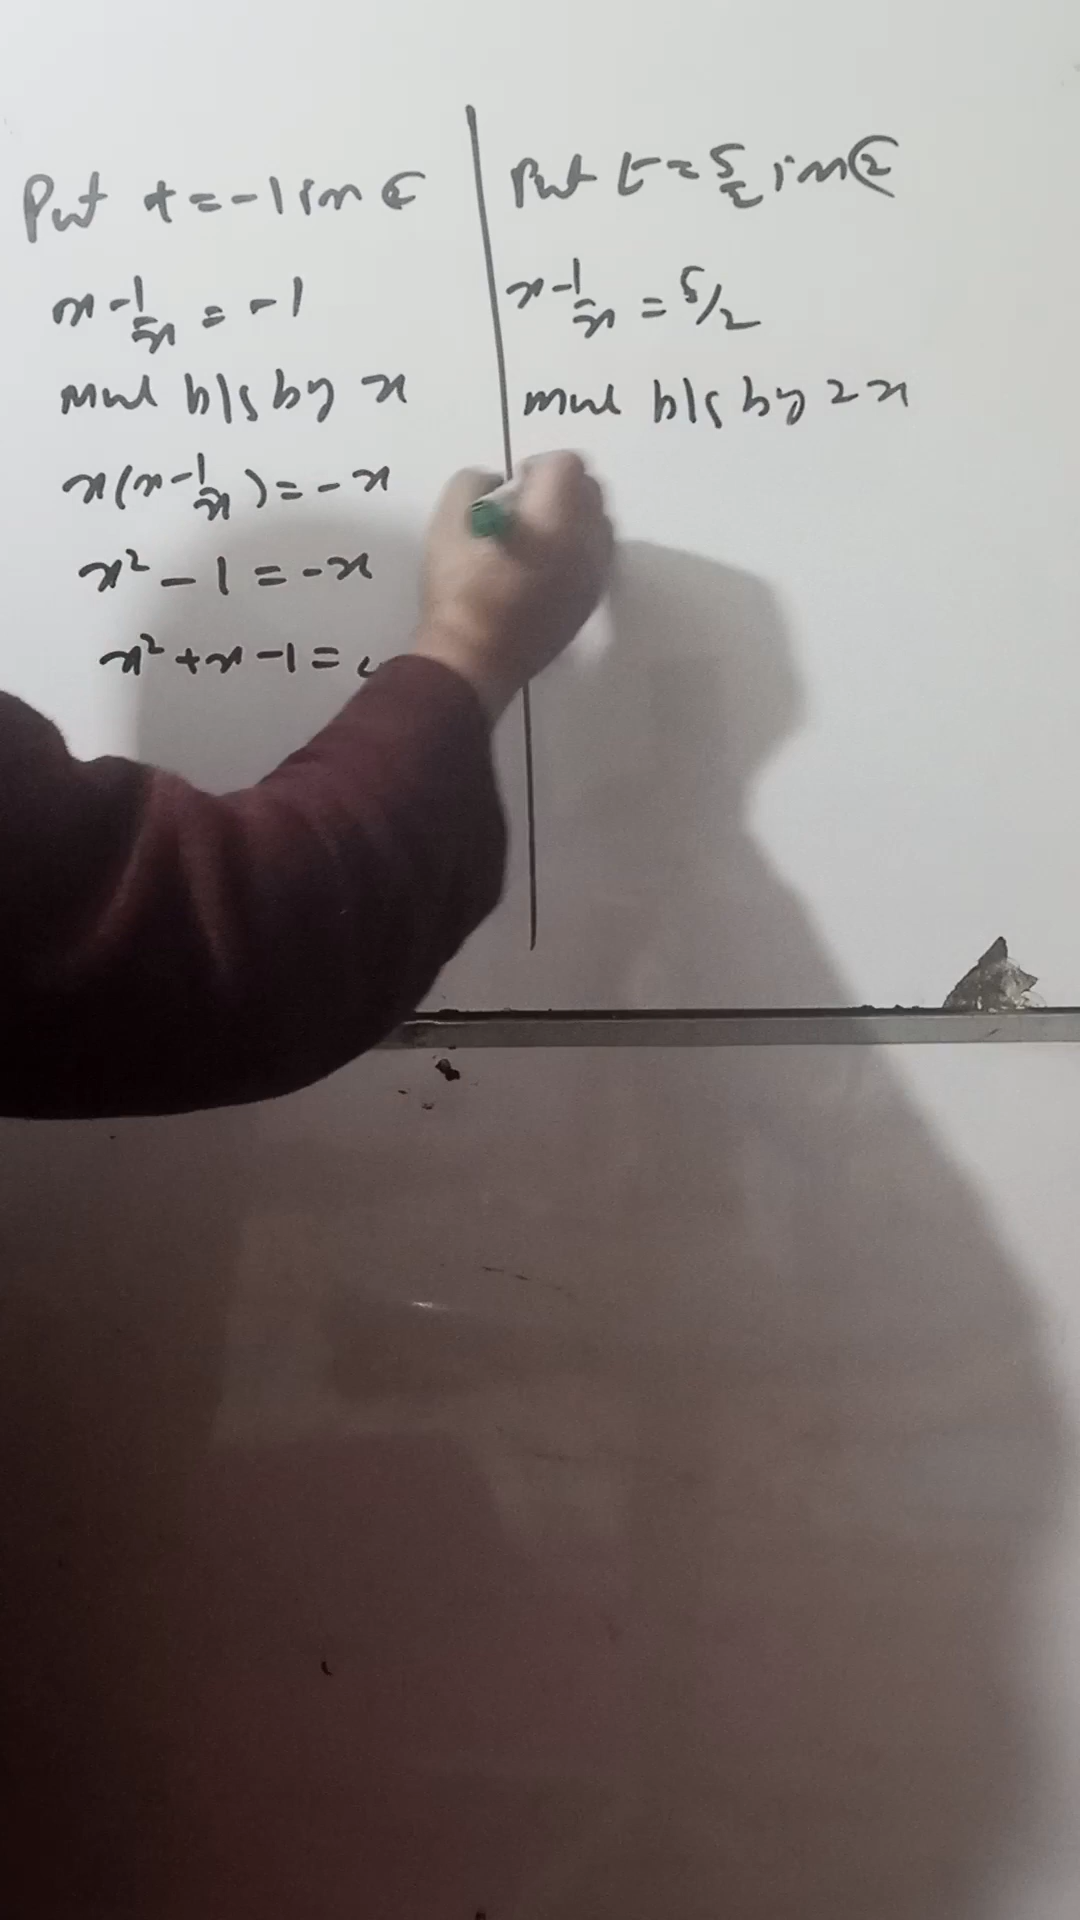 Put t = -1 in ②
x - 1/x = -1
Mul b/s by x
x(x - 1/x) = -x
x² - 1 = -x
x² + x - 1 =
Put t = 5/2 in ②
x - 1/x = 5/2
mul b/s by 2x